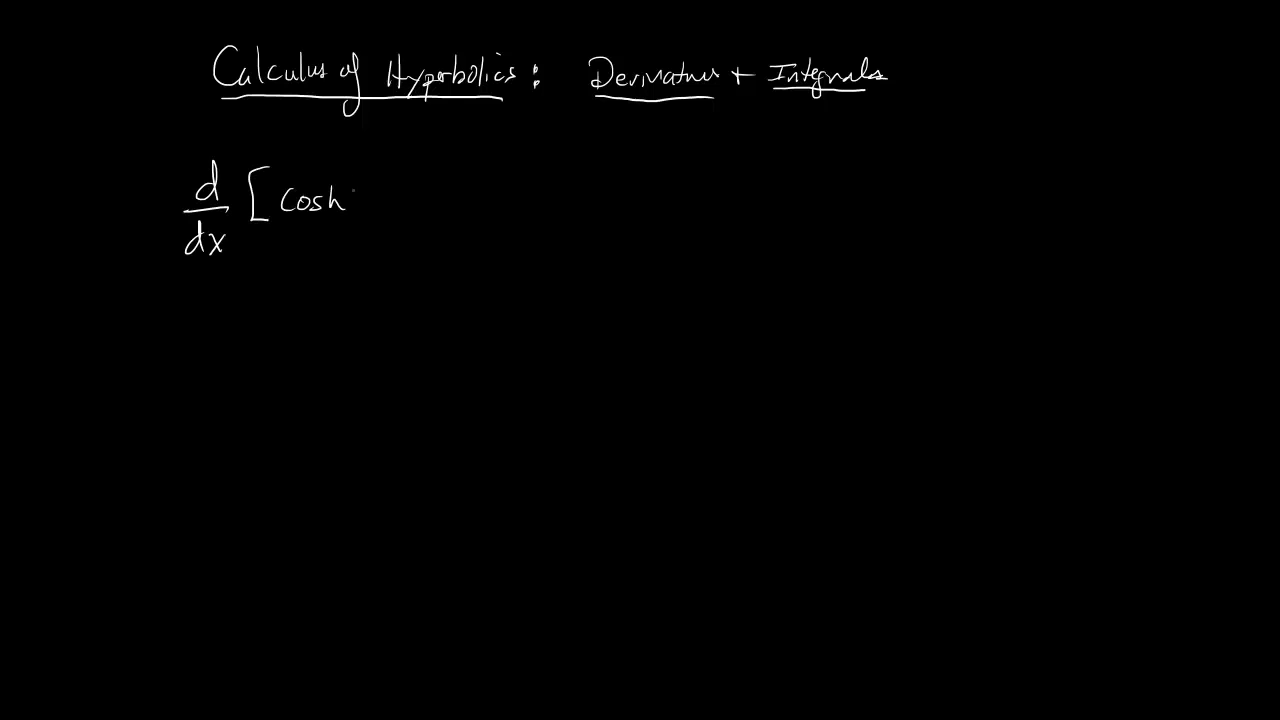 Calculus of Hyperbolics : Derivatives + Integrals
d/dx [ cosh